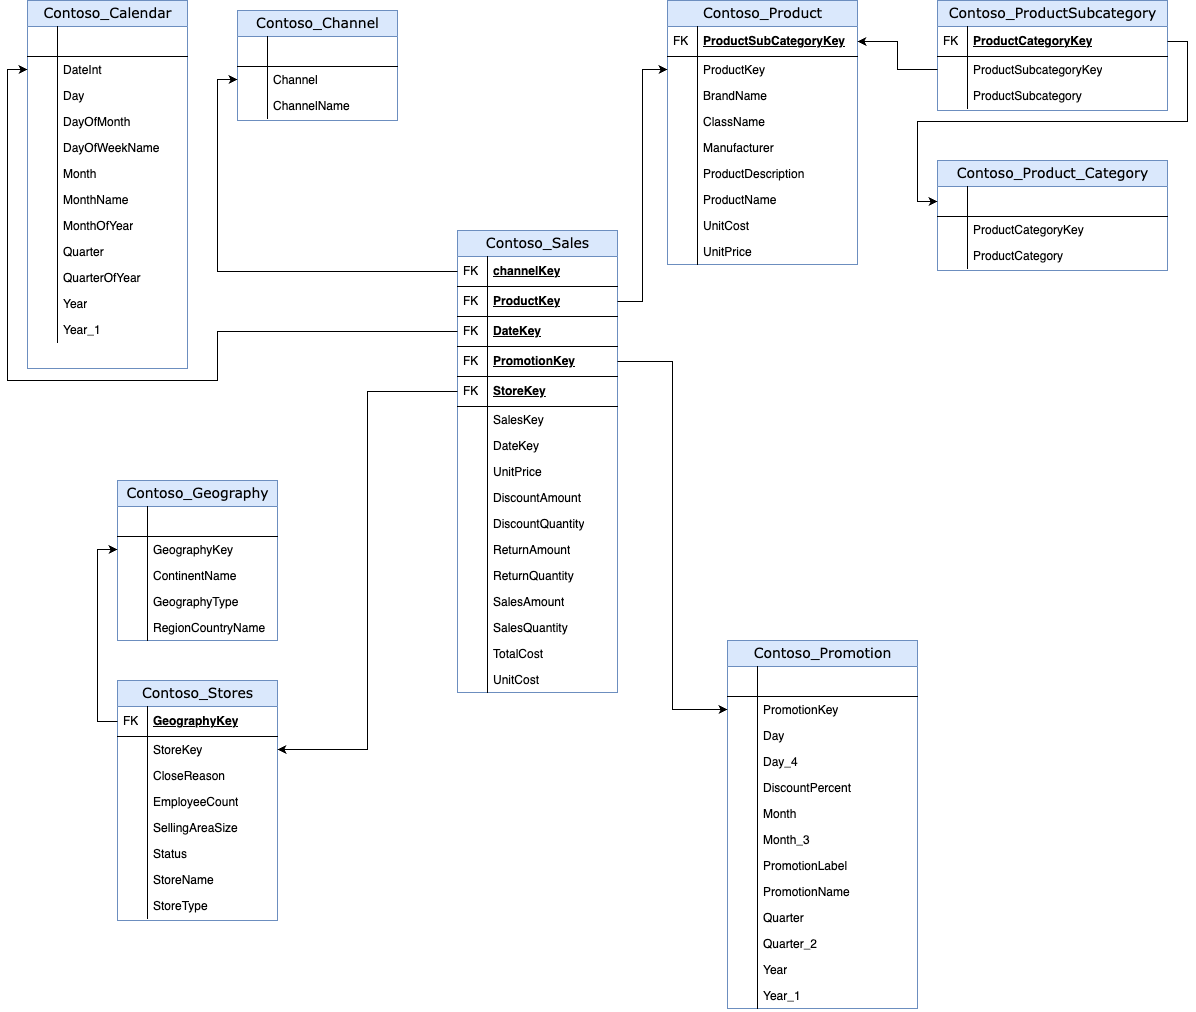 Contoso_Calendar
DateInt
Day
DayOfMonth
DayOfWeekName
Month
MonthName
MonthOfYear
Quarter
QuarterOfYear
Year
Year_1
Contoso_Channel
Channel
ChannelName
Contoso_Product
FK ProductSubCategoryKey
ProductKey
BrandName
ClassName
Manufacturer
ProductDescription
ProductName
UnitCost
UnitPrice
Contoso_ProductSubcategory
FK ProductCategoryKey
ProductSubcategoryKey
ProductSubcategory
Contoso_Product_Category
ProductCategoryKey
ProductCategory
Contoso_Sales
FK channelKey
FK ProductKey
FK DateKey
FK PromotionKey
FK StoreKey
SalesKey
DateKey
UnitPrice
DiscountAmount
DiscountQuantity
ReturnAmount
ReturnQuantity
SalesAmount
SalesQuantity
TotalCost
UnitCost
Contoso_Geography
GeographyKey
ContinentName
GeographyType
RegionCountryName
Contoso_Stores
FK GeographyKey
StoreKey
CloseReason
EmployeeCount
SellingAreaSize
Status
StoreName
StoreType
Contoso_Promotion
PromotionKey
Day
Day_4
DiscountPercent
Month
Month_3
PromotionLabel
PromotionName
Quarter
Quarter_2
Year
Year_1